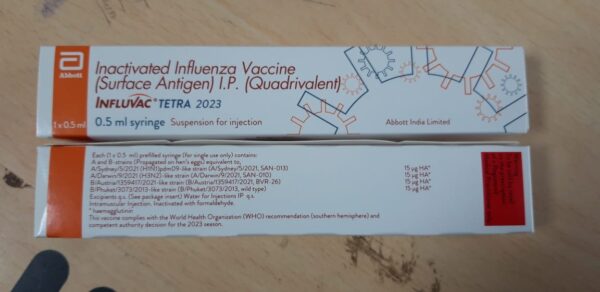 Abbott
Inactivated Influenza Vaccine
(Surface Antigen) I.P. (Quadrivalent)
INFLUVAC® TETRA 2023
1 x 0.5 ml
0.5 ml syringe Suspension for injection
Abbott India Limited
Each (1 x 0.5 ml) prefilled syringe (for single use only) contains:
A and B-strains (Propagated on hen's eggs) equivalent to,
A/Sydney/5/2021 (H1N1)pdm09-like strain (A/Sydney/5/2021, SAN-013) 15 µg HA*
A/Darwin/9/2021 (H3N2)-like strain (A/Darwin/9/2021, SAN-010) 15 µg HA*
B/Austria/1359417/2021-like strain (B/Austria/1359417/2021, BVR-26) 15 µg HA*
B/Phuket/3073/2013-like strain (B/Phuket/3073/2013, wild type) 15 µg HA*
Excipients q.s. (See package insert) Water for Injections IP q.s.
Intramuscular Injection. Inactivated with formaldehyde.
* haemagglutinin
This vaccine complies with the World Health Organization (WHO) recommendation (southern hemisphere) and
competent authority decision for the 2023 season.